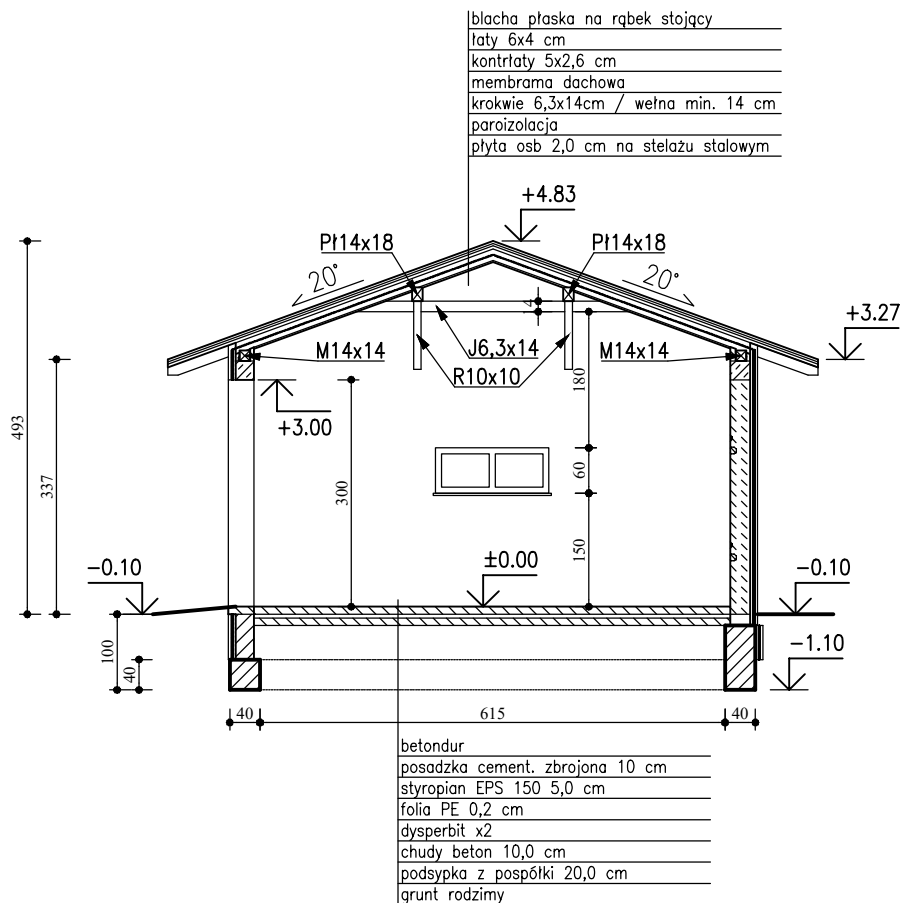 blacha płaska na rąbek stojący
łaty 6x4 cm
kontrłaty 5x2,6 cm
membrama dachowa
krokwie 6,3x14cm / wełna min. 14 cm
paroizolacja
płyta osb 2,0 cm na stelażu stalowym
+4.83
Pł14x18
Pł14x18
20°
20°
4
+3.27
M14x14
J6,3x14
M14x14
R10x10
180
+3.00
493
337
300
60
150
-0.10
±0.00
-0.10
100
40
-1.10
40
615
40
betondur
posadzka cement. zbrojona 10 cm
styropian EPS 150 5,0 cm
folia PE 0,2 cm
dysperbit x2
chudy beton 10,0 cm
podsypka z pospółki 20,0 cm
grunt rodzimy